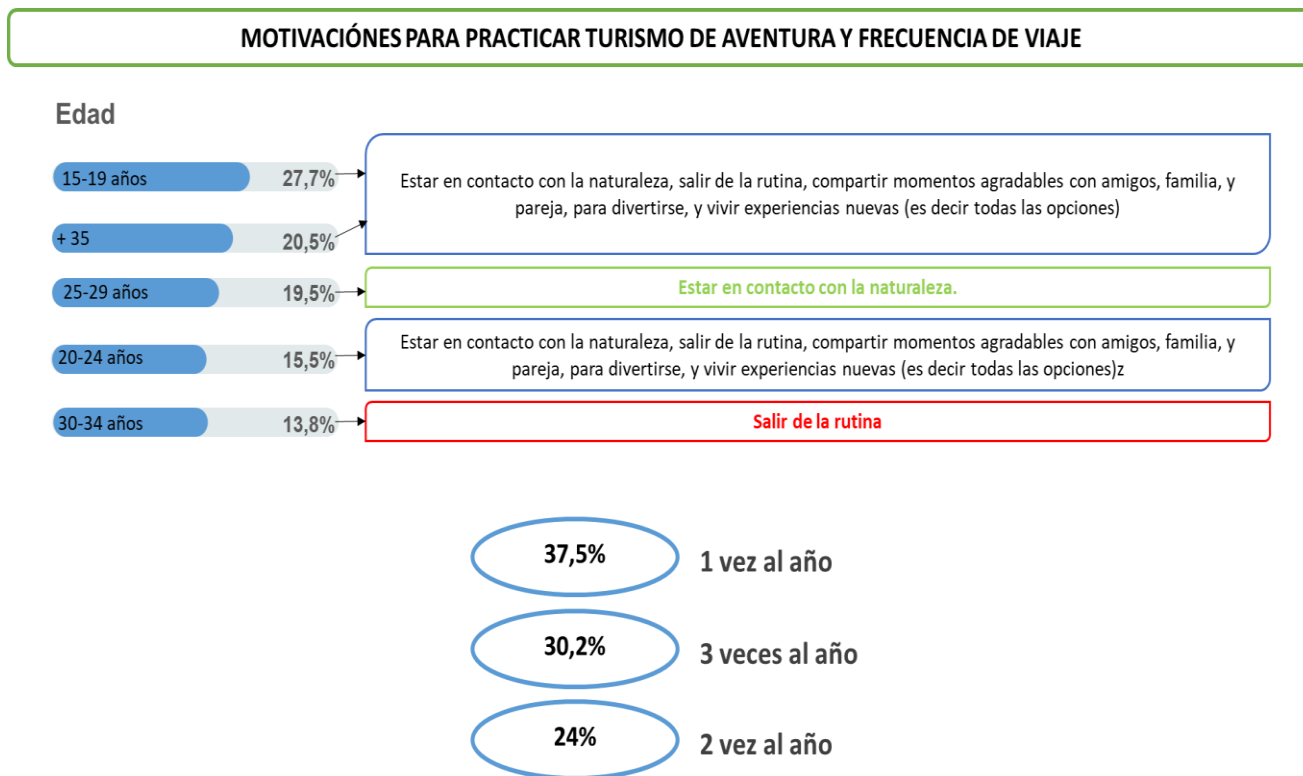 MOTIVACIÓNES PARA PRACTICAR TURISMO DE AVENTURA Y FRECUENCIA DE VIAJE
Edad
15-19 años 27,7%
Estar en contacto con la naturaleza, salir de la rutina, compartir momentos agradables con amigos, familia, y
pareja, para divertirse, y vivir experiencias nuevas (es decir todas las opciones)
+ 35 20,5%
25-29 años 19,5%
Estar en contacto con la naturaleza.
20-24 años 15,5%
Estar en contacto con la naturaleza, salir de la rutina, compartir momentos agradables con amigos, familia, y
pareja, para divertirse, y vivir experiencias nuevas (es decir todas las opciones)z
30-34 años 13,8%
Salir de la rutina
37,5% 1 vez al año
30,2% 3 veces al año
24% 2 vez al año